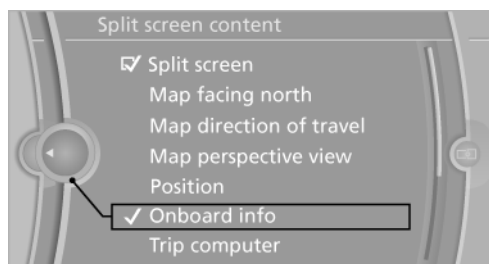 Split screen content
Split screen
Map facing north
Map direction of travel
Map perspective view
Position
Onboard info
Trip computer